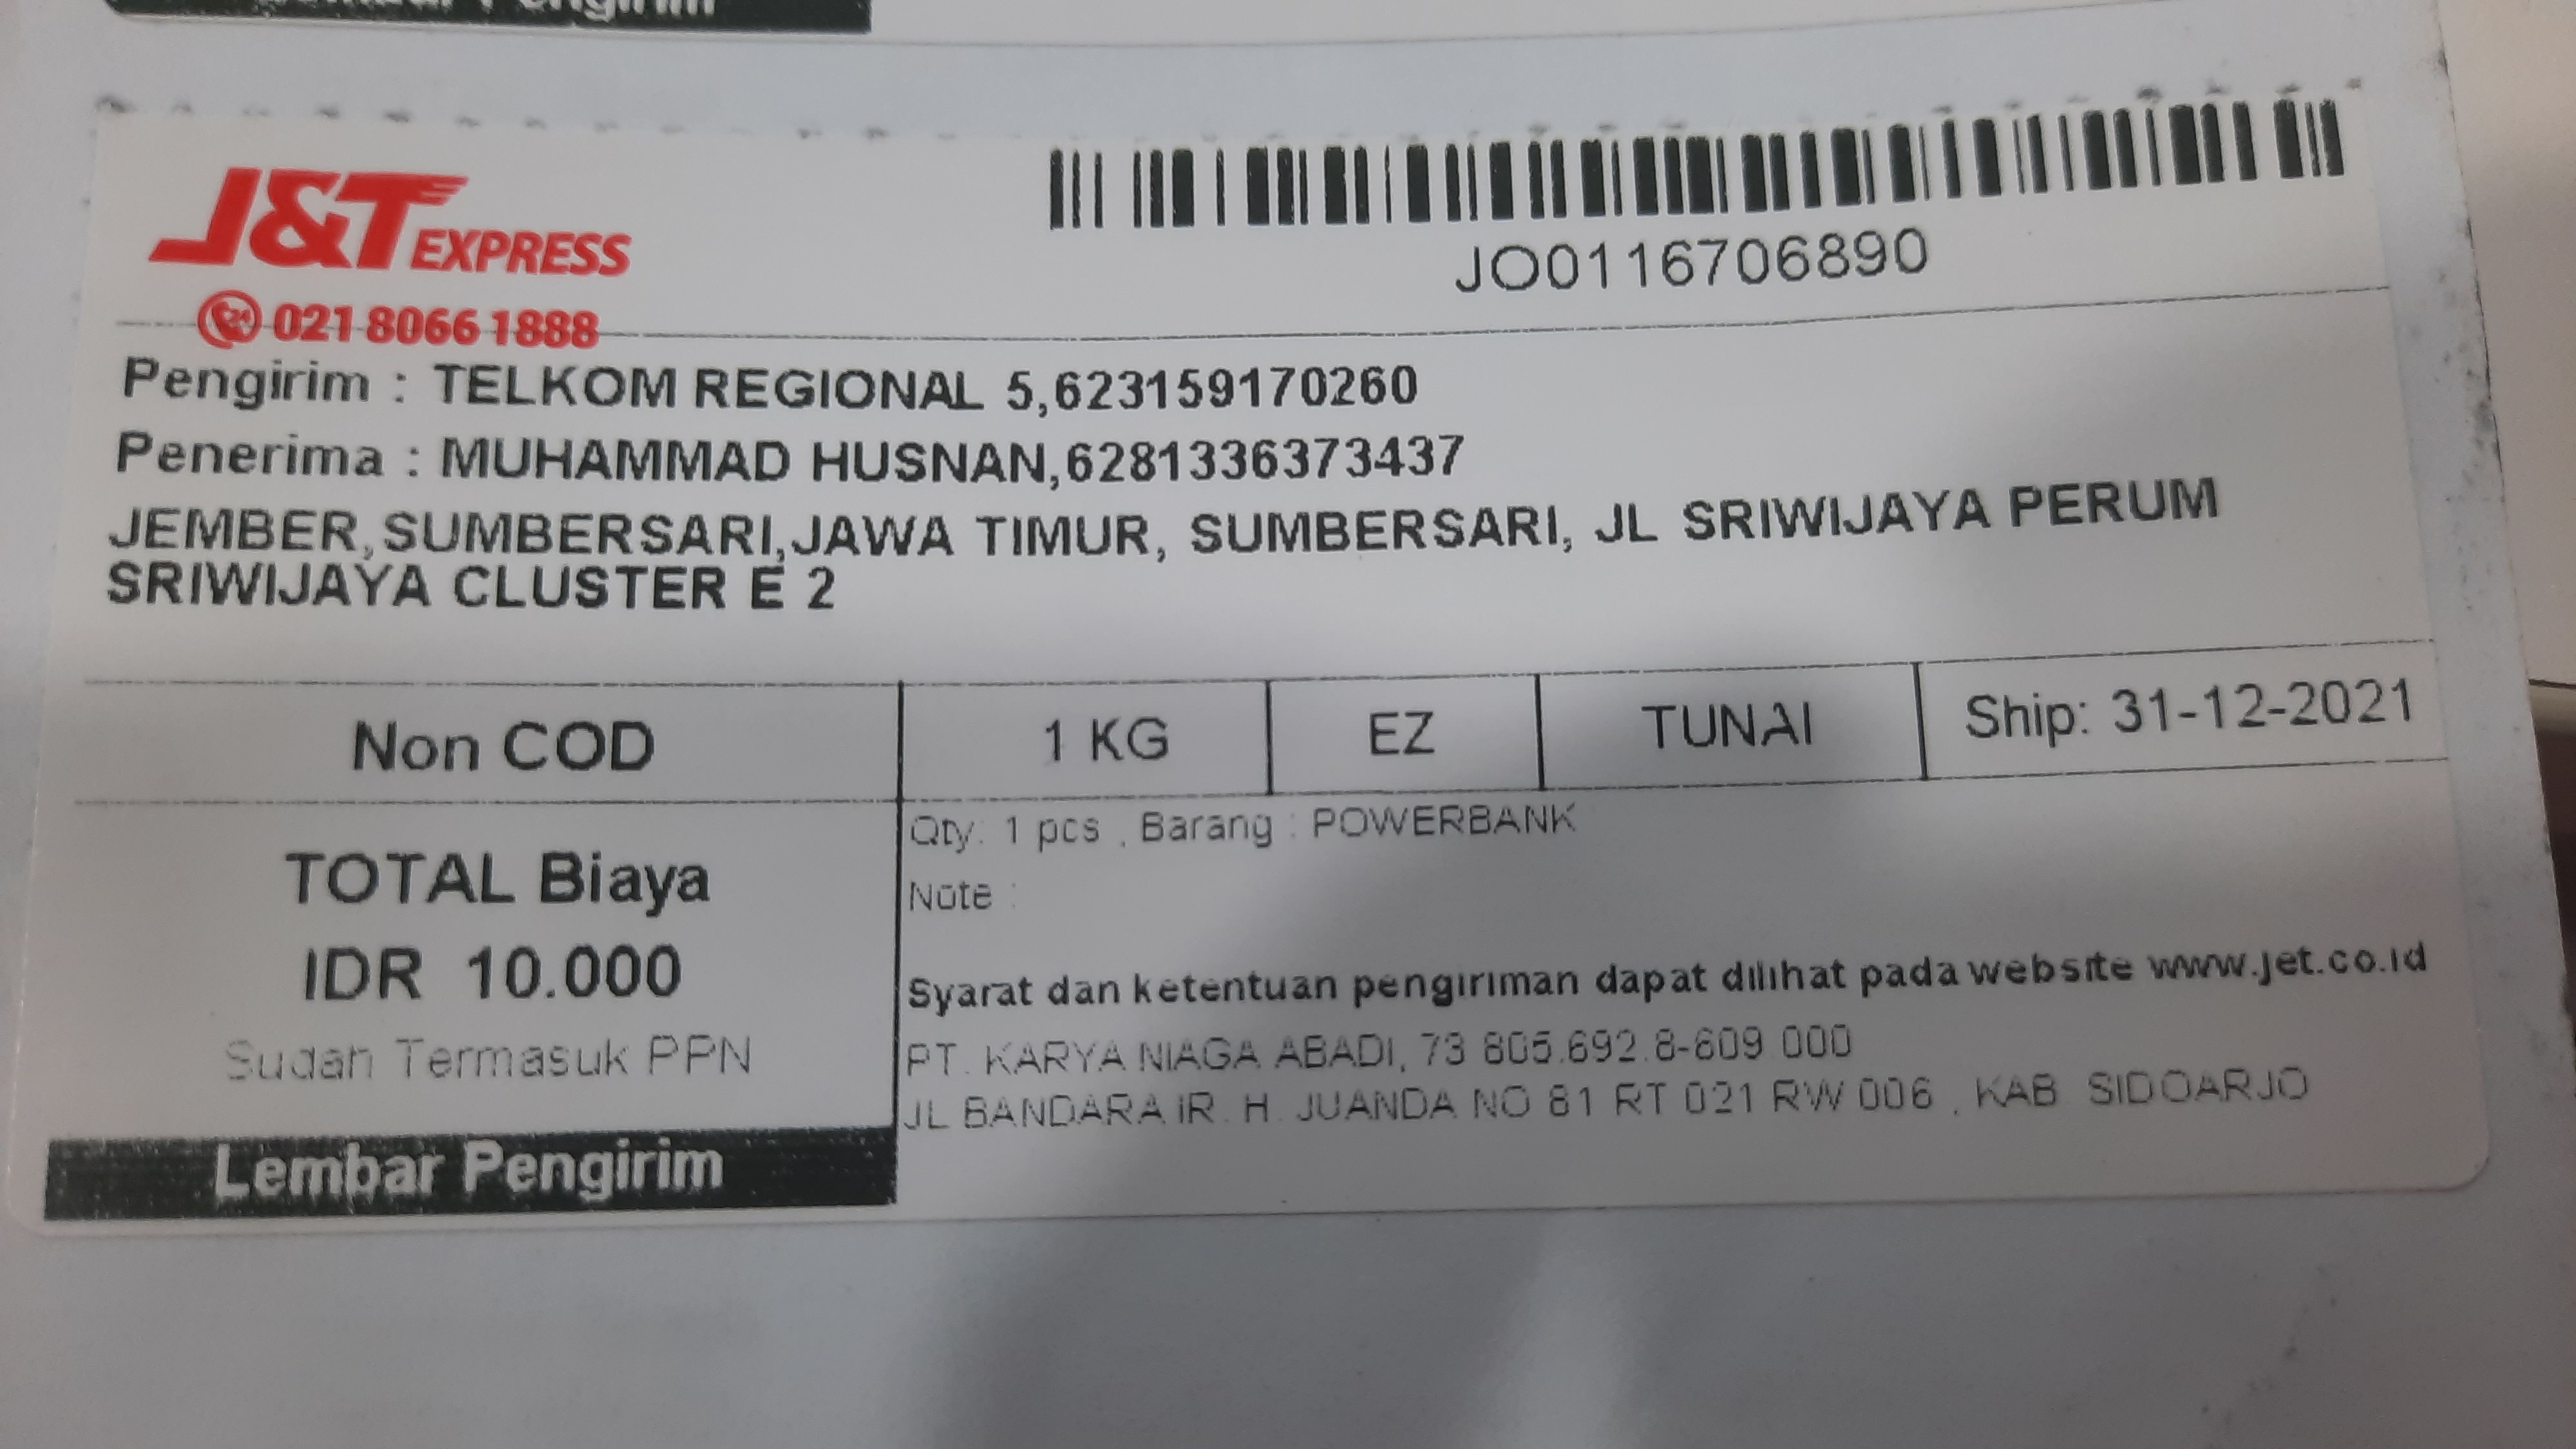 J&T EXPRESS
021-8066-1888
JO0116706890
Pengirim : TELKOM REGIONAL 5,623159170260
Penerima : MUHAMMAD HUSNAN,6281336373437
JEMBER,SUMBERSARI,JAWA TIMUR, SUMBERSARI, JL SRIWIJAYA PERUM
SRIWIJAYA CLUSTER E 2
Non COD
1 KG
EZ
TUNAI
Ship: 31-12-2021
TOTAL Biaya
IDR 10.000
Sudah Termasuk PPN
Lembar Pengirim
Qty: 1 pcs , Barang : POWERBANK
Note :
Syarat dan ketentuan pengiriman dapat dilihat pada website www.jet.co.id
PT. KARYA NIAGA ABADI, 73.805.692.8-609.000
JL BANDARA IR. H. JUANDA NO 81 RT 021 RW 006 , KAB. SIDOARJO